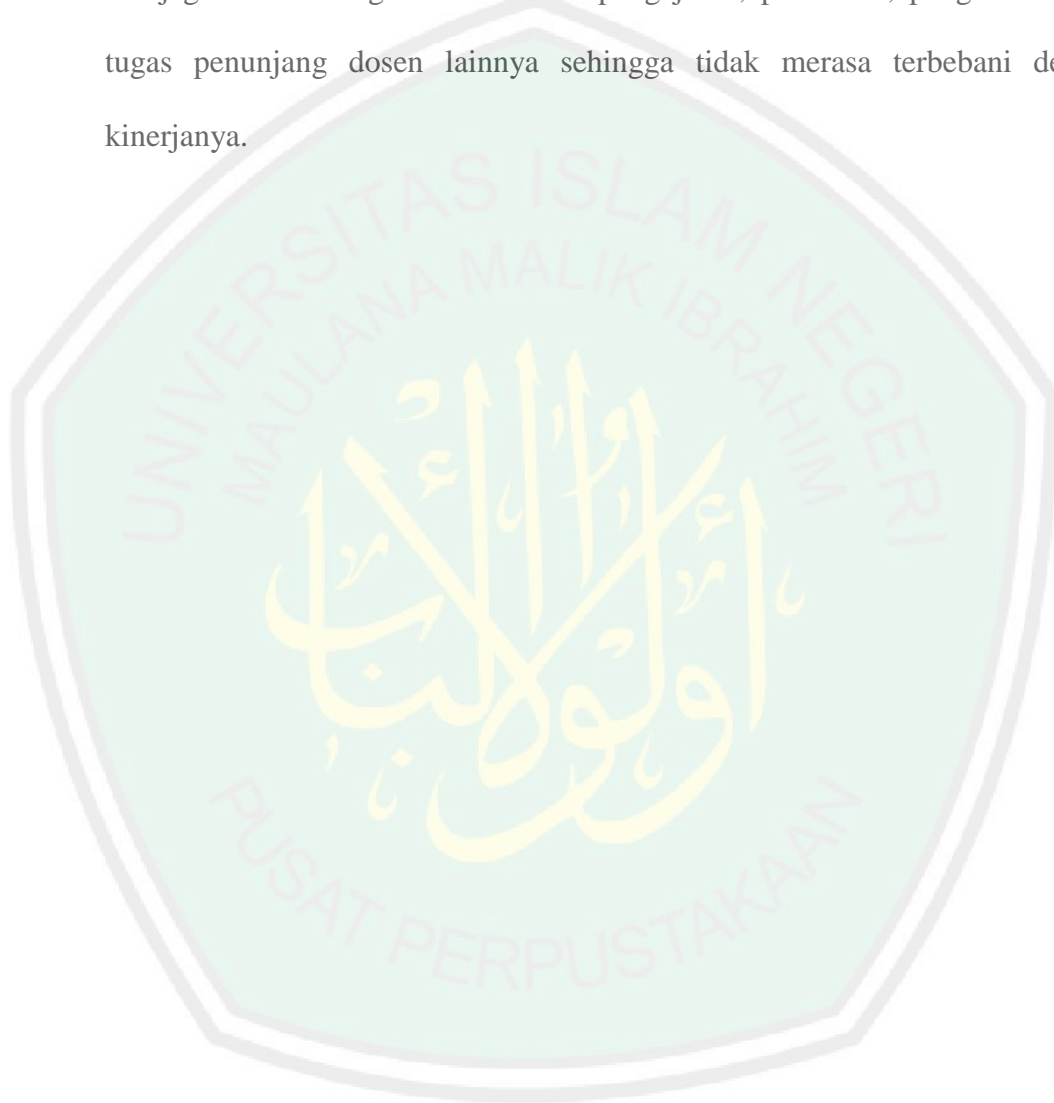 tugas penunjang dosen lainnya sehingga tidak merasa terbebani de
kinerjanya.
UNIVERSITAS ISLAM NEGERI
MAULANA MALIK IBRAHIM
أولوا الألباب
PUSAT PERPUSTAKAAN